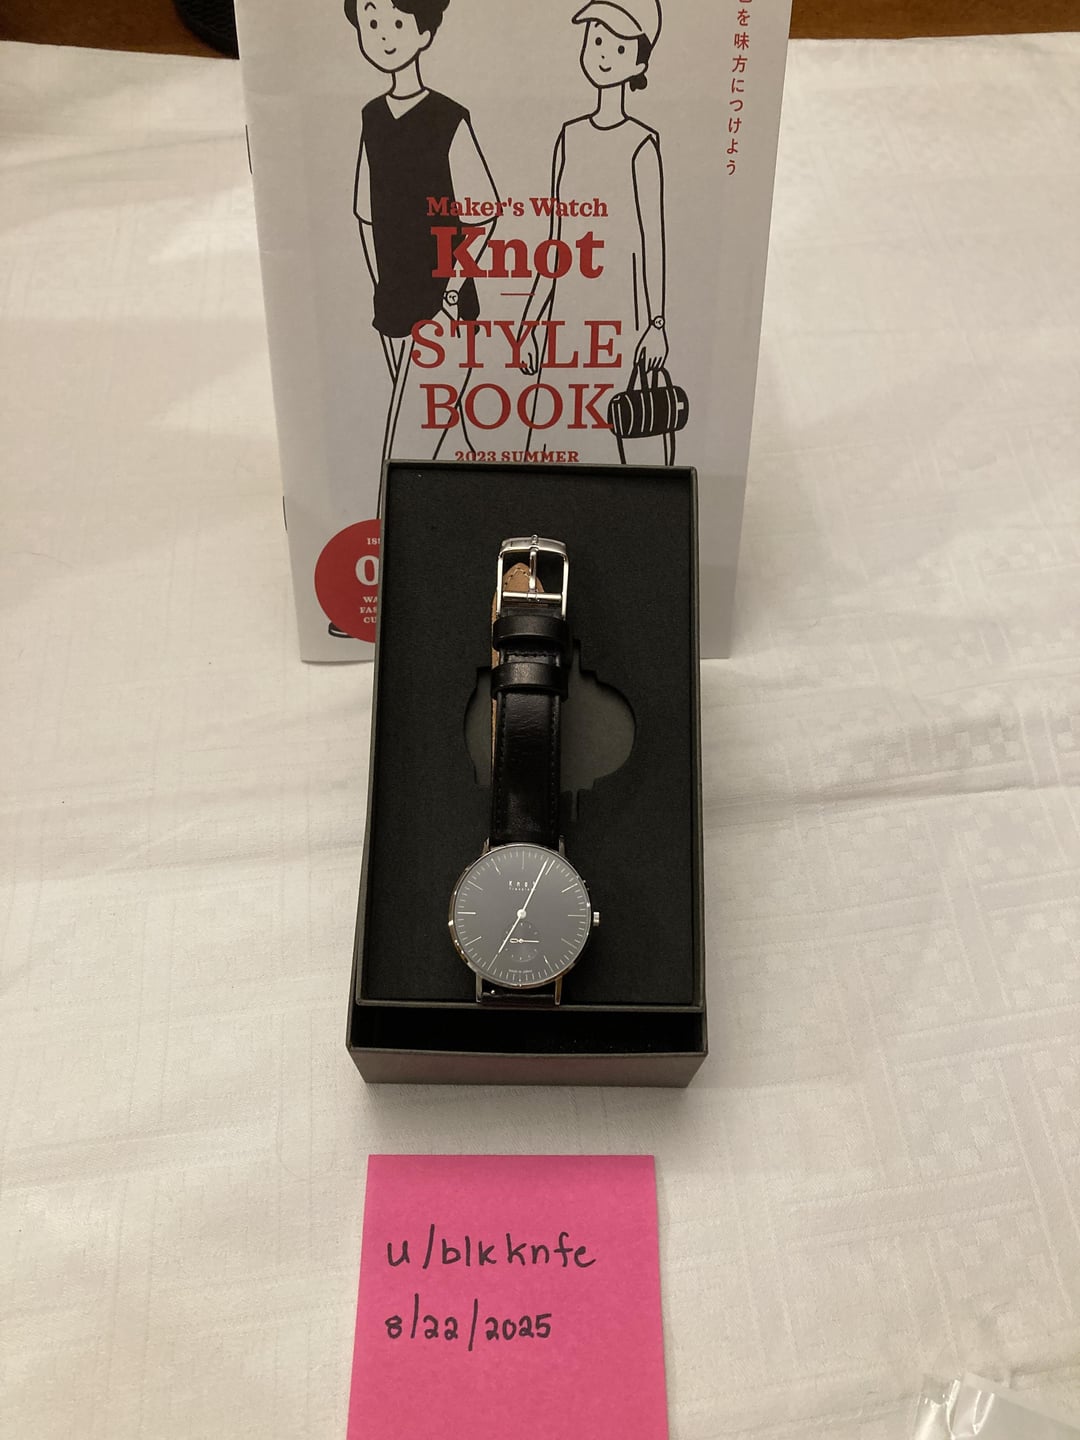 を味方につけよう
Maker's Watch
Knot
STYLE
BOOK
2023 SUMMER
0
u/blkknfe
8/22/2025